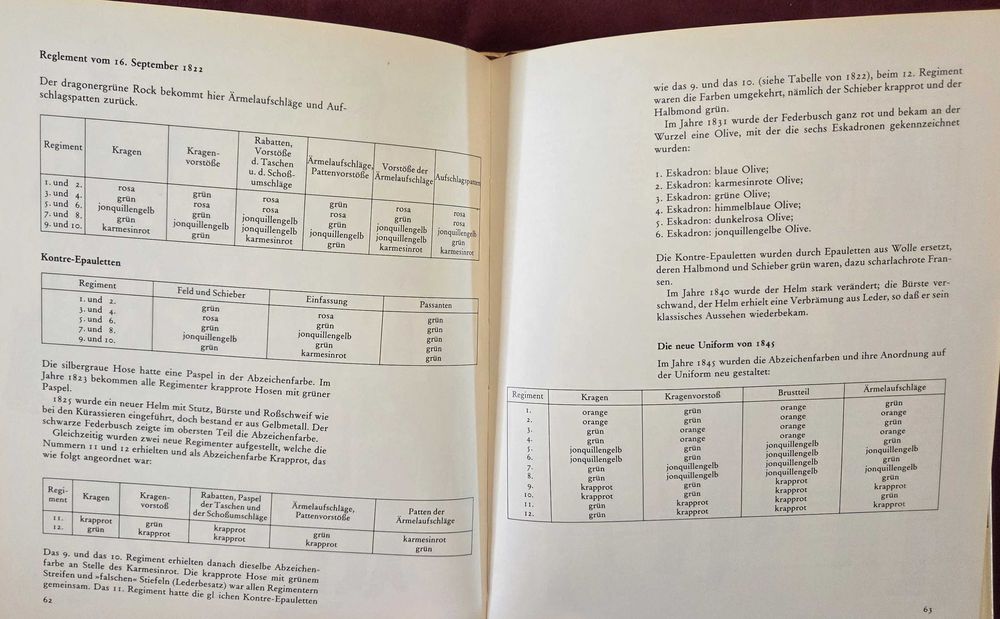 Reglement vom 16. September 1822
Der dragonergrüne Rock bekommt hier Ärmelaufschläge und Auf-
schlagspatten zurück.
Regiment Kragen Kragen-vorstöße Rabatten, Vorstöße d. Taschen u. d. Schoß-umschläge Ärmelaufschläge, Pattenvorstöße Vorstöße der Ärmelaufschläge Aufschlagspatten
1. und 2. rosa grün rosa grün rosa rosa
3. und 4. grün rosa rosa rosa grün rosa
5. und 6. jonquillengelb grün jonquillengelb grün jonquillengelb jonquillengelb
7. und 8. grün jonquillengelb jonquillengelb jonquillengelb jonquillengelb grün
9. und 10. karmesinrot grün karmesinrot grün karmesinrot karmesinrot
Kontre-Epauletten
Regiment Feld und Schieber Einfassung Passanten
1. und 2. grün rosa grün
3. und 4. rosa grün grün
5. und 6. grün jonquillengelb grün
7. und 8. jonquillengelb grün grün
9. und 10. grün karmesinrot grün
Die silbergraue Hose hatte eine Paspel in der Abzeichenfarbe. Im
Jahre 1823 bekommen alle Regimenter krapprote Hosen mit grüner
Paspel.
1825 wurde ein neuer Helm mit Stutz, Bürste und Roßschweif wie
bei den Kürassieren eingeführt, doch bestand er aus Gelbmetall. Der
schwarze Federbusch zeigte im obersten Teil die Abzeichenfarbe.
Gleichzeitig wurden zwei neue Regimenter aufgestellt, welche die
Nummern 11 und 12 erhielten und als Abzeichenfarbe Krapprot, das
wie folgt angeordnet war:
Regi-ment Kragen Kragen-vorstoß Rabatten, Paspel der Taschen und der Schoßumschläge Ärmelaufschläge, Pattenvorstöße Patten der Ärmelaufschläge
11. krapprot grün krapprot grün karmesinrot
12. grün krapprot krapprot krapprot grün
Das 9. und das 10. Regiment erhielten danach dieselbe Abzeichen-
farbe an Stelle des Karmesinrot. Die krapprote Hose mit grünem
Streifen und »falschen« Stiefeln (Lederbesatz) war allen Regimentern
gemeinsam. Das 11. Regiment hatte die gl ichen Kontre-Epauletten
62
wie das 9. und das 10. (siehe Tabelle von 1822), beim 12. Regiment
waren die Farben umgekehrt, nämlich der Schieber krapprot und der
Halbmond grün.
Im Jahre 1831 wurde der Federbusch ganz rot und bekam an der
Wurzel eine Olive, mit der die sechs Eskadronen gekennzeichnet
wurden:
1. Eskadron: blaue Olive;
2. Eskadron: karmesinrote Olive;
3. Eskadron: grüne Olive;
4. Eskadron: himmelblaue Olive;
5. Eskadron: dunkelrosa Olive;
6. Eskadron: jonquillengelbe Olive.
Die Kontre-Epauletten wurden durch Epauletten aus Wolle ersetzt,
deren Halbmond und Schieber grün waren, dazu scharlachrote Fran-
sen.
Im Jahre 1840 wurde der Helm stark verändert; die Bürste ver-
schwand, der Helm erhielt eine Verbrämung aus Leder, so daß er sein
klassisches Aussehen wiederbekam.
Die neue Uniform von 1845
Im Jahre 1845 wurden die Abzeichenfarben und ihre Anordnung auf
der Uniform neu gestaltet:
Regiment Kragen Kragenvorstoß Brustteil Ärmelaufschläge
1. orange grün orange grün
2. orange grün orange orange
3. grün orange orange grün
4. grün orange orange orange
5. jonquillengelb grün jonquillengelb grün
6. jonquillengelb grün jonquillengelb jonquillengelb
7. grün jonquillengelb jonquillengelb grün
8. grün jonquillengelb jonquillengelb jonquillengelb
9. krapprot grün krapprot grün
10. krapprot grün krapprot krapprot
11. grün krapprot krapprot grün
12. grün krapprot krapprot krapprot
63